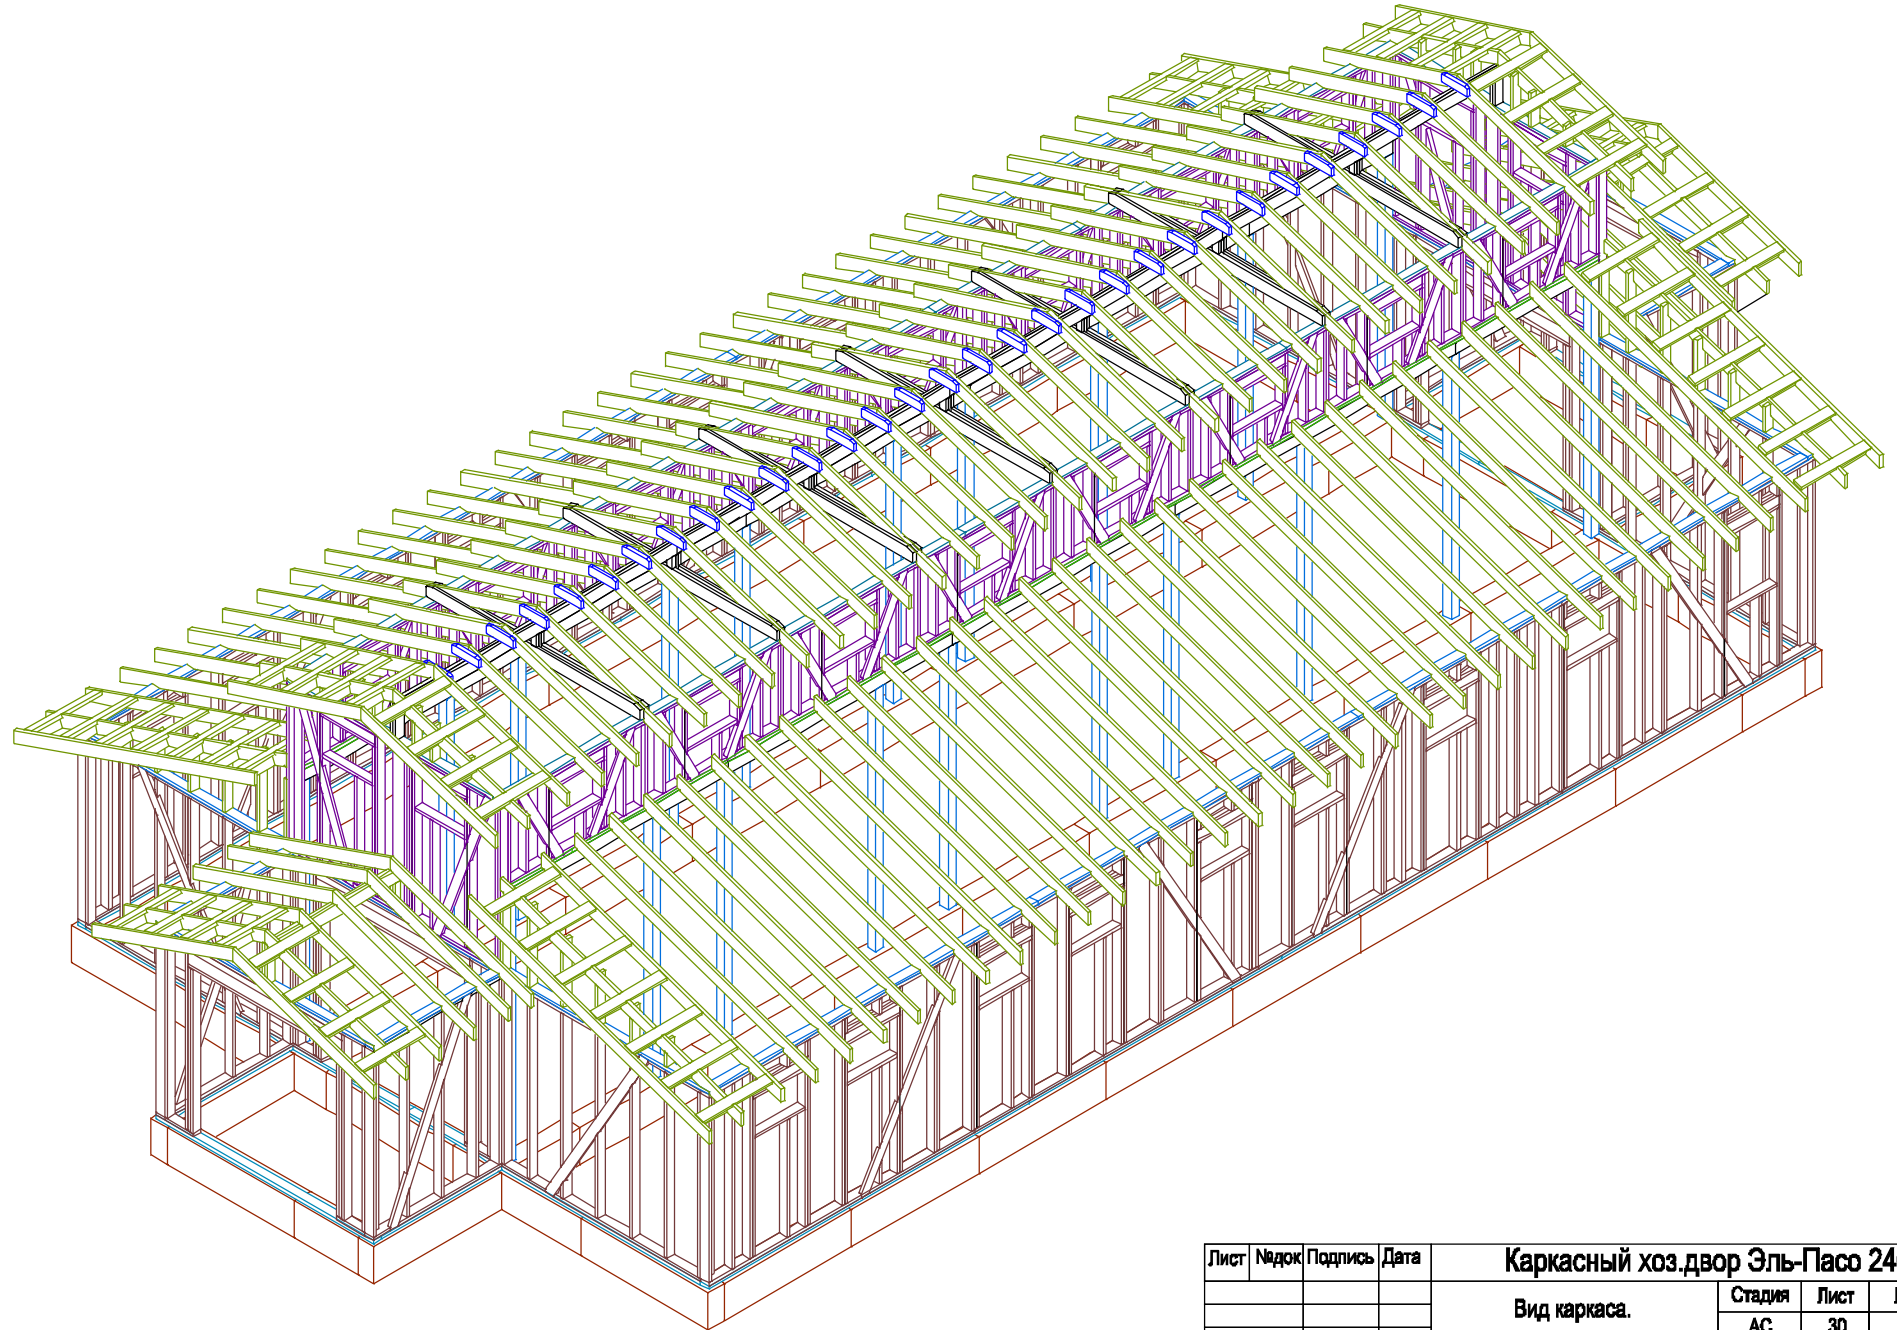 Лист №док Подпись Дата
Каркасный хоз.двор Эль-Пасо 24
Вид каркаса.
Стадия Лист
АС 30